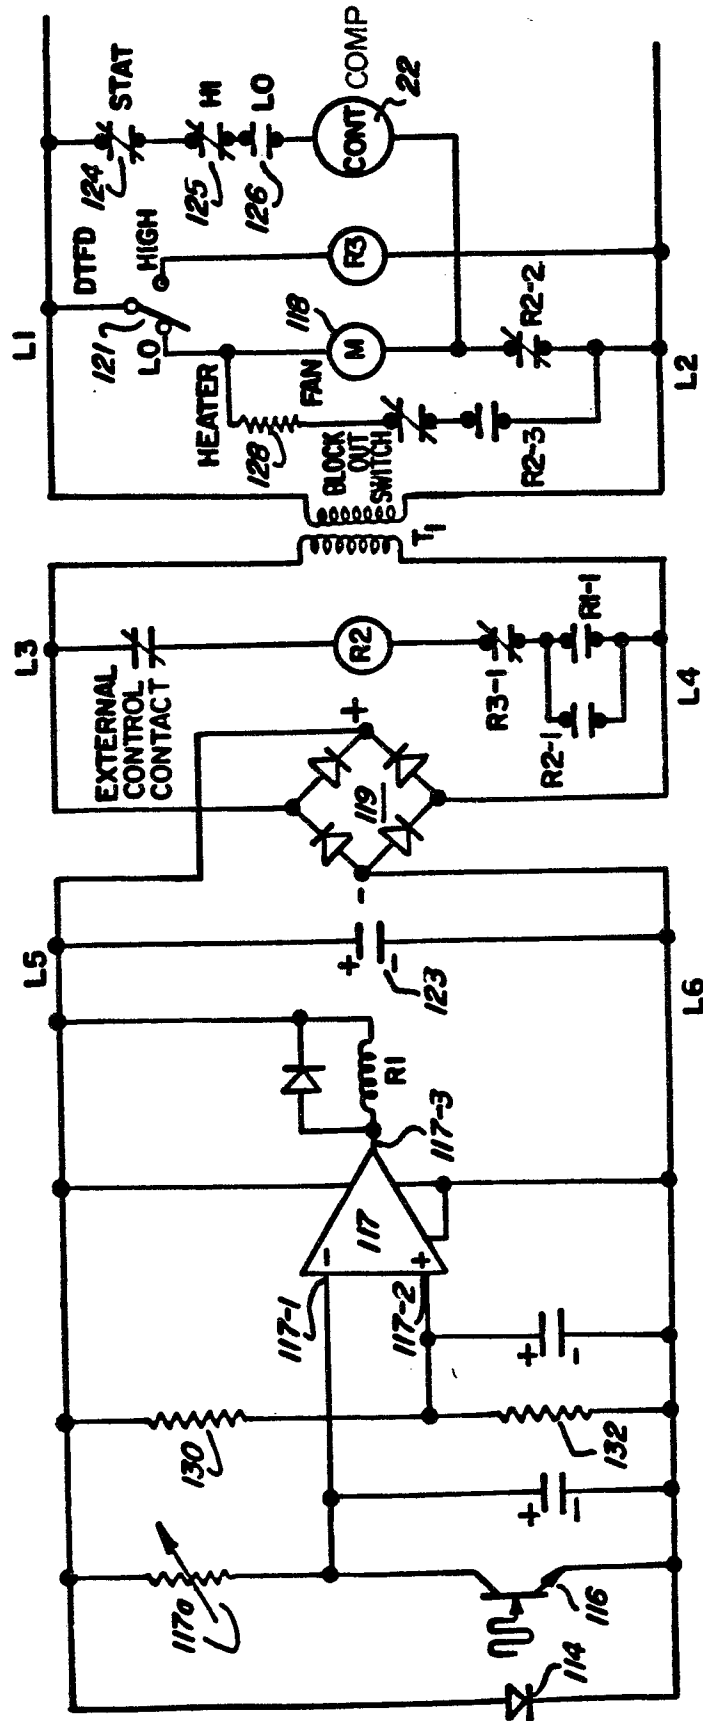 COMP
STAT
HI
LO
CONT
22
124
125
126
DTFD
HIGH
R3
L1
121
LO
118
M
R2-2
HEATER
FAN
128
BLOCK
OUT
SWITCH
R2-3
L2
T1
L3
EXTERNAL
CONTROL
CONTACT
R2
R3-1
R1-1
R2-1
L4
+
119
-
L5
+
-
123
L6
R1
117-3
117
-
+
117-1
117-2
+
-
130
132
+
-
117a
116
114